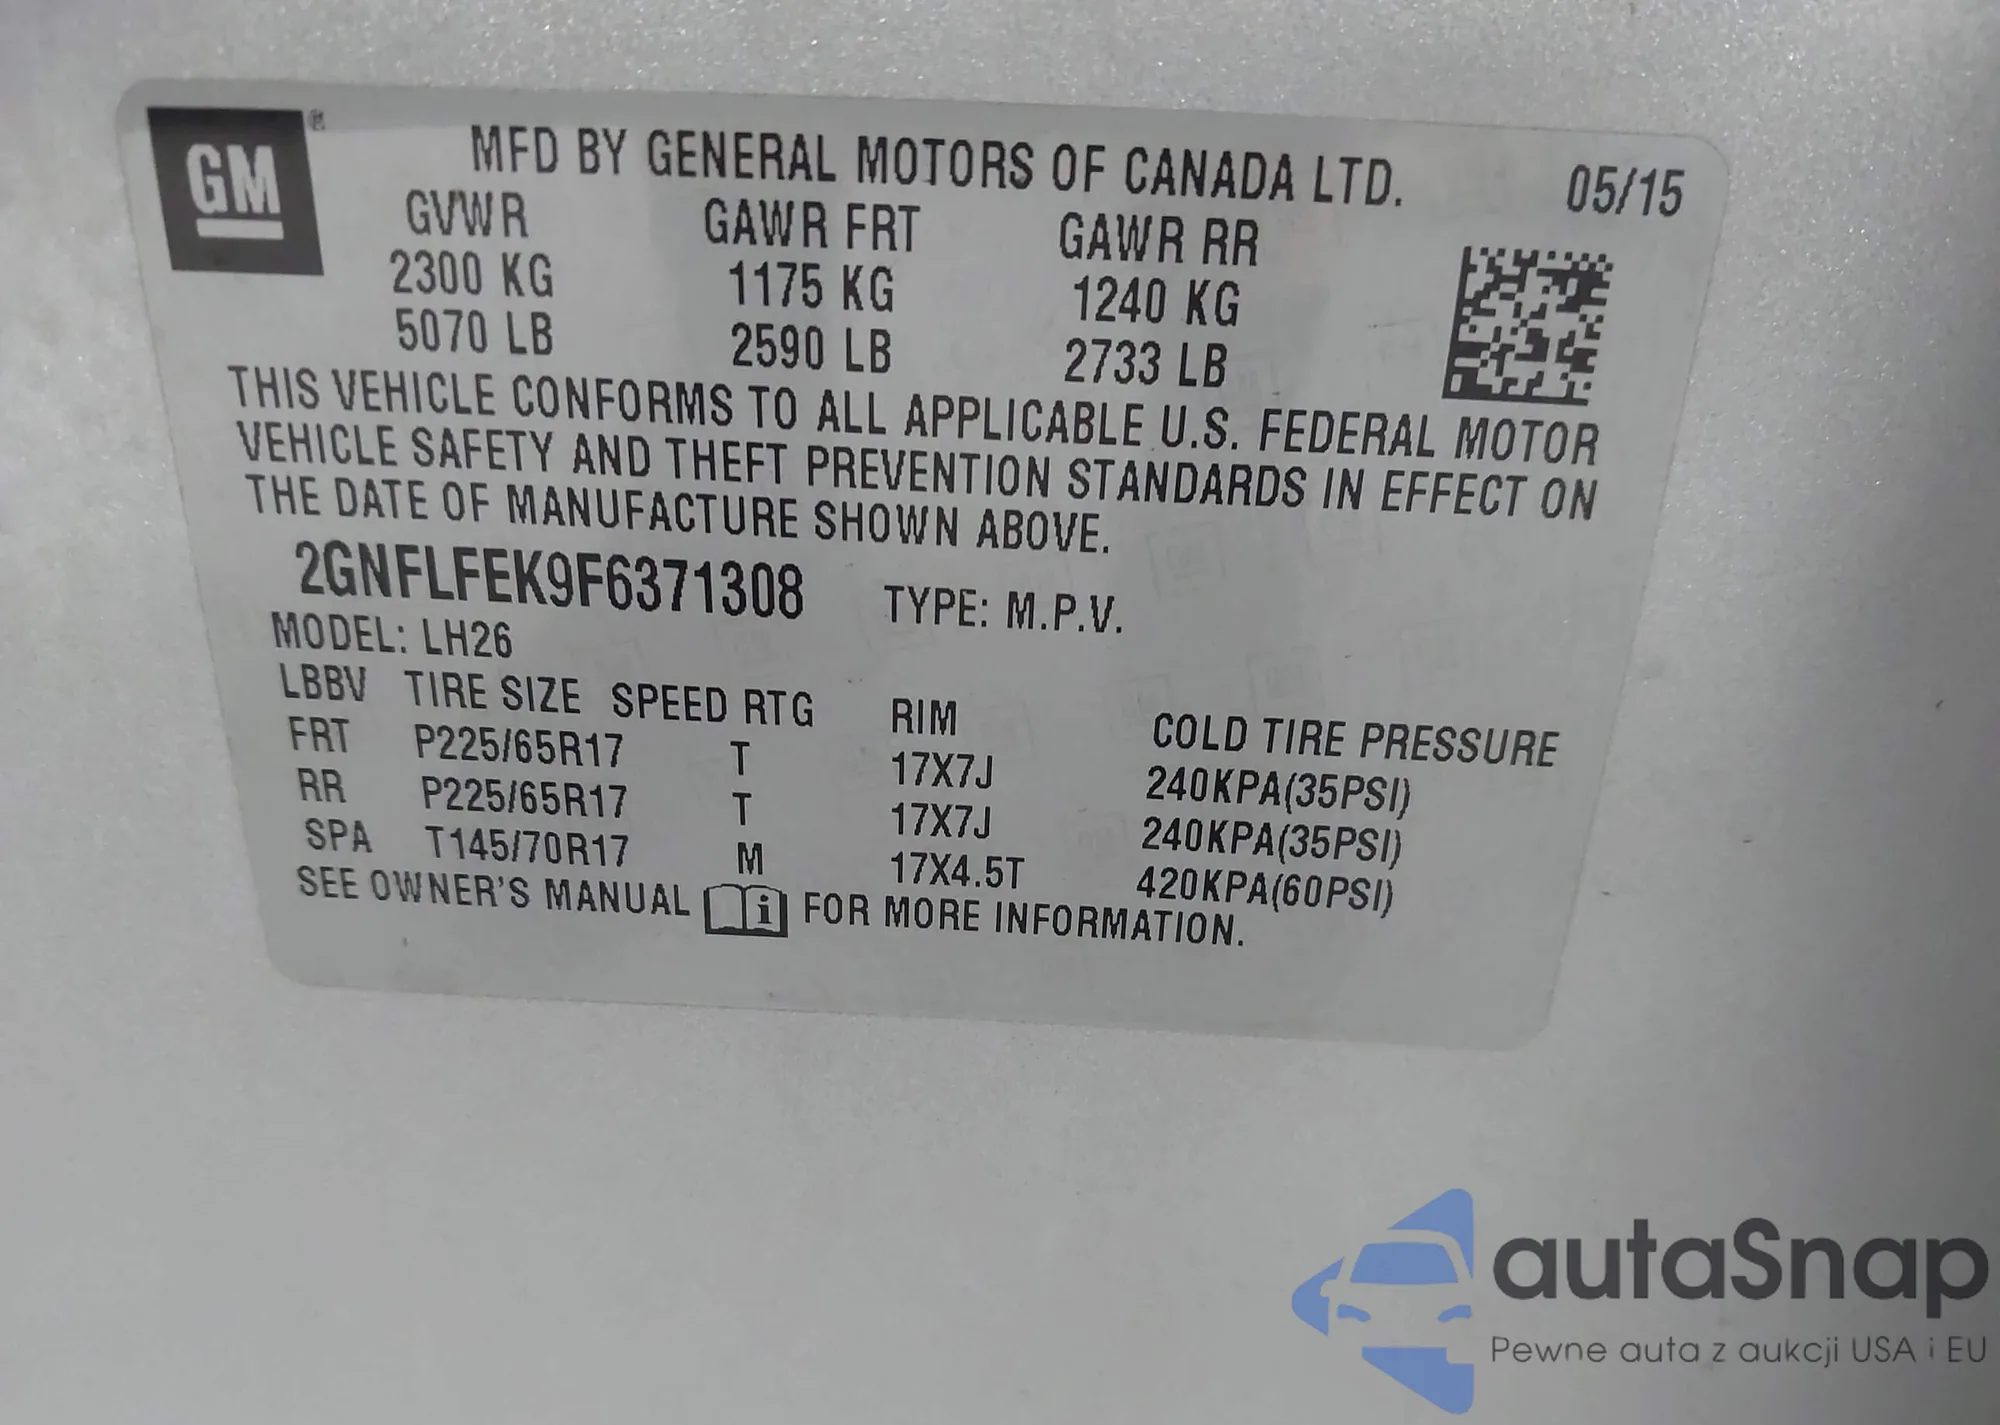 GM ®
MFD BY GENERAL MOTORS OF CANADA LTD. 05/15
GVWR GAWR FRT GAWR RR
2300 KG 1175 KG 1240 KG
5070 LB 2590 LB 2733 LB
THIS VEHICLE CONFORMS TO ALL APPLICABLE U.S. FEDERAL MOTOR
VEHICLE SAFETY AND THEFT PREVENTION STANDARDS IN EFFECT ON
THE DATE OF MANUFACTURE SHOWN ABOVE.
2GNFLFEK9F6371308 TYPE: M.P.V.
MODEL: LH26
LBBV TIRE SIZE SPEED RTG RIM COLD TIRE PRESSURE
FRT P225/65R17 T 17X7J 240KPA(35PSI)
RR P225/65R17 T 17X7J 240KPA(35PSI)
SPA T145/70R17 M 17X4.5T 420KPA(60PSI)
SEE OWNER'S MANUAL i FOR MORE INFORMATION.
autaSnap
Pewne auta z aukcji USA i EU